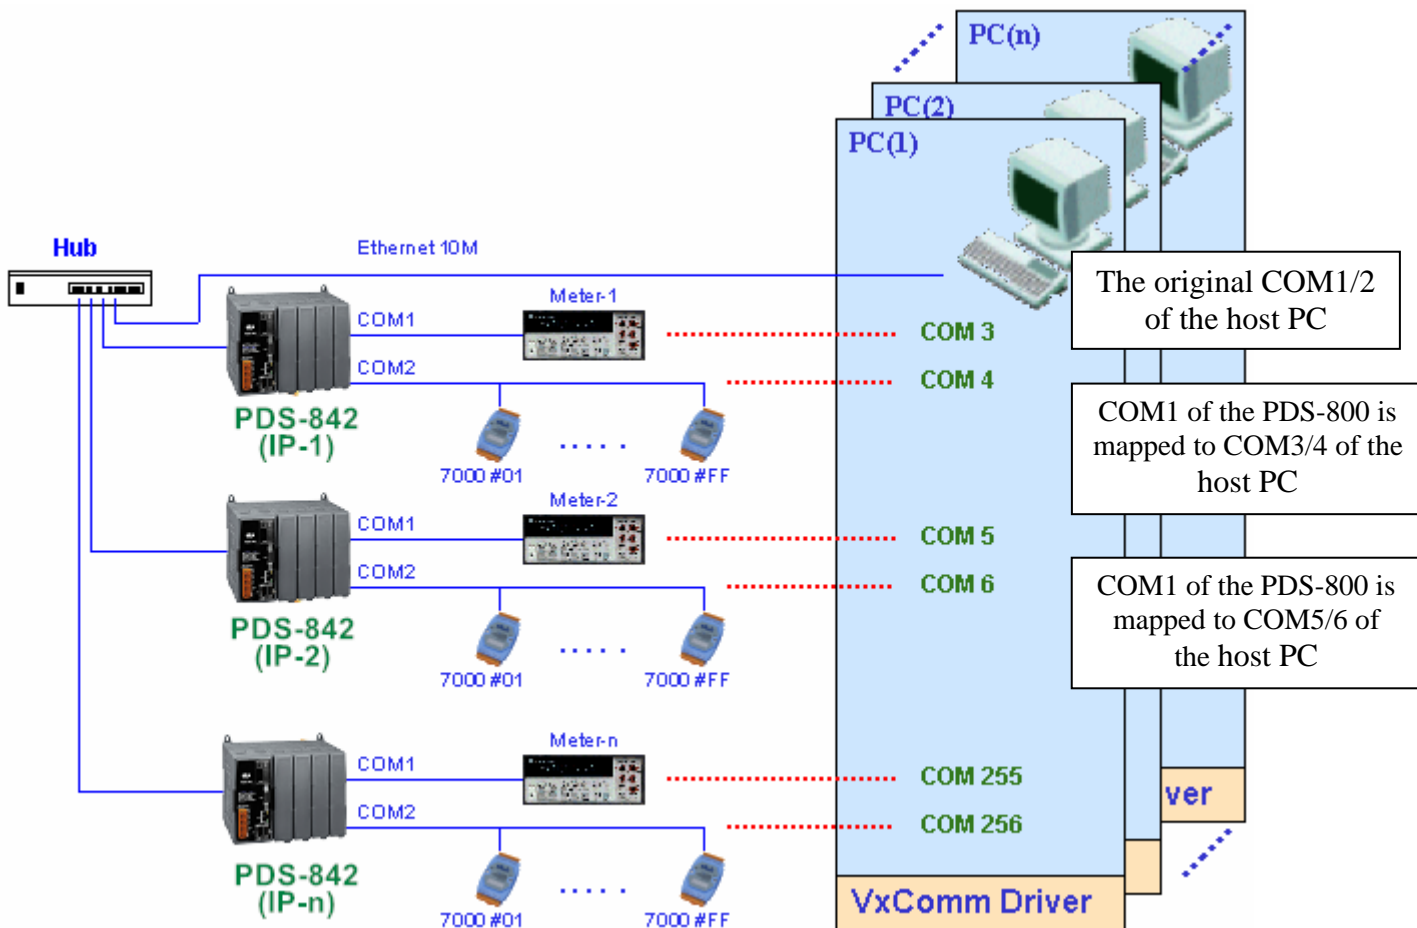 PC(n)
PC(2)
PC(1)
Hub
Ethernet 10M
The original COM1/2
of the host PC
Meter-1
COM1
COM 3
COM2
COM 4
PDS-842
(IP-1)
7000 #01
7000 #FF
COM1 of the PDS-800 is
mapped to COM3/4 of the
host PC
Meter-2
COM1
COM 5
COM2
COM 6
PDS-842
(IP-2)
7000 #01
7000 #FF
COM1 of the PDS-800 is
mapped to COM5/6 of
the host PC
Meter-n
COM1
COM 255
COM2
COM 256
PDS-842
(IP-n)
7000 #01
7000 #FF
ver
VxComm Driver